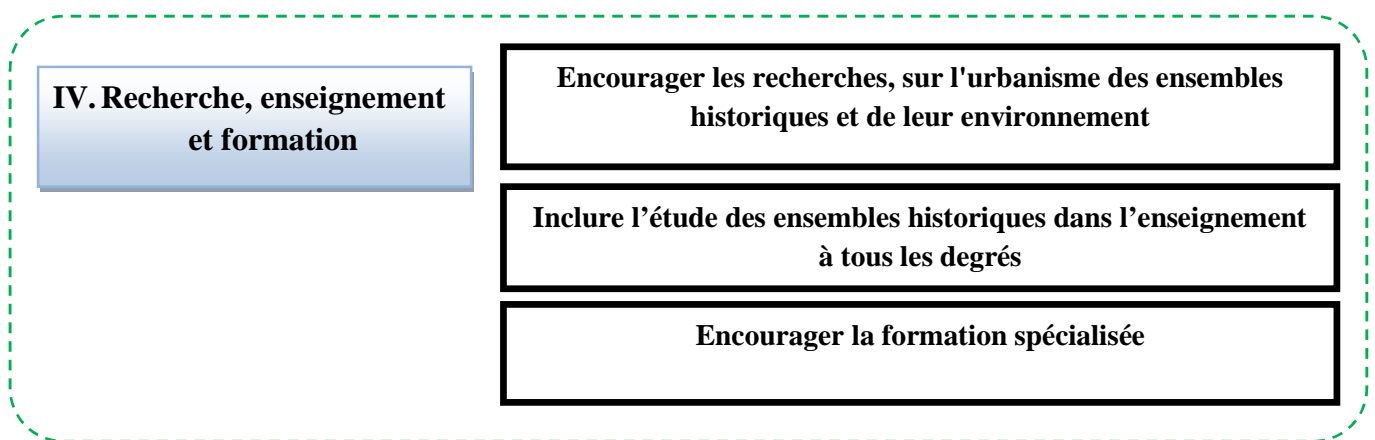 IV. Recherche, enseignement
et formation
Encourager les recherches, sur l'urbanisme des ensembles
historiques et de leur environnement
Inclure l’étude des ensembles historiques dans l’enseignement
à tous les degrés
Encourager la formation spécialisée